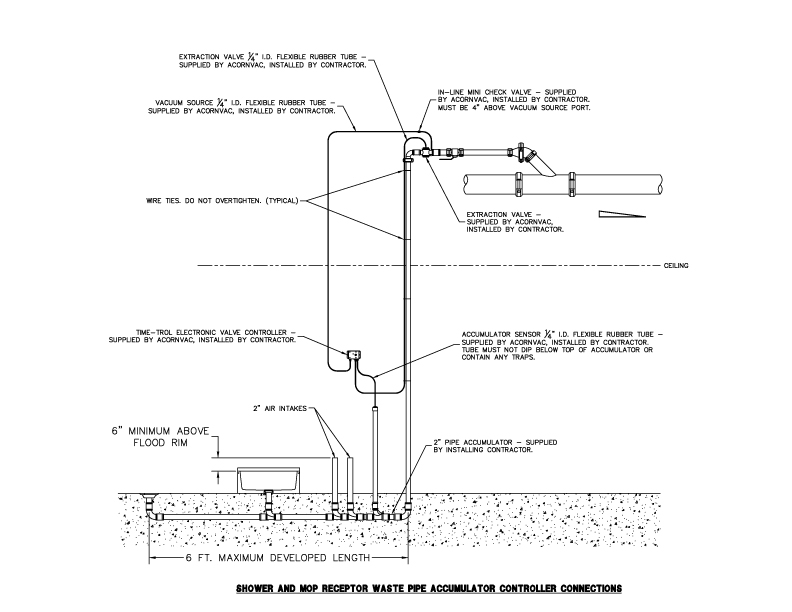 EXTRACTION VALVE ¼" I.D. FLEXIBLE RUBBER TUBE –
SUPPLIED BY ACORNVAC, INSTALLED BY CONTRACTOR.
IN-LINE MINI CHECK VALVE – SUPPLIED
BY ACORNVAC, INSTALLED BY CONTRACTOR.
MUST BE 4" ABOVE VACUUM SOURCE PORT.
VACUUM SOURCE ¼" I.D. FLEXIBLE RUBBER TUBE –
SUPPLIED BY ACORNVAC, INSTALLED BY CONTRACTOR.
WIRE TIES. DO NOT OVERTIGHTEN. (TYPICAL)
EXTRACTION VALVE –
SUPPLIED BY ACORNVAC,
INSTALLED BY CONTRACTOR.
CEILING
TIME-TROL ELECTRONIC VALVE CONTROLLER –
SUPPLIED BY ACORNVAC, INSTALLED BY CONTRACTOR.
ACCUMULATOR SENSOR ¼" I.D. FLEXIBLE RUBBER TUBE –
SUPPLIED BY ACORNVAC, INSTALLED BY CONTRACTOR.
TUBE MUST NOT DIP BELOW TOP OF ACCUMULATOR OR
CONTAIN ANY TRAPS.
2" AIR INTAKES
6" MINIMUM ABOVE
FLOOD RIM
2" PIPE ACCUMULATOR – SUPPLIED
BY INSTALLING CONTRACTOR.
6 FT. MAXIMUM DEVELOPED LENGTH
SHOWER AND MOP RECEPTOR WASTE PIPE ACCUMULATOR CONTROLLER CONNECTIONS